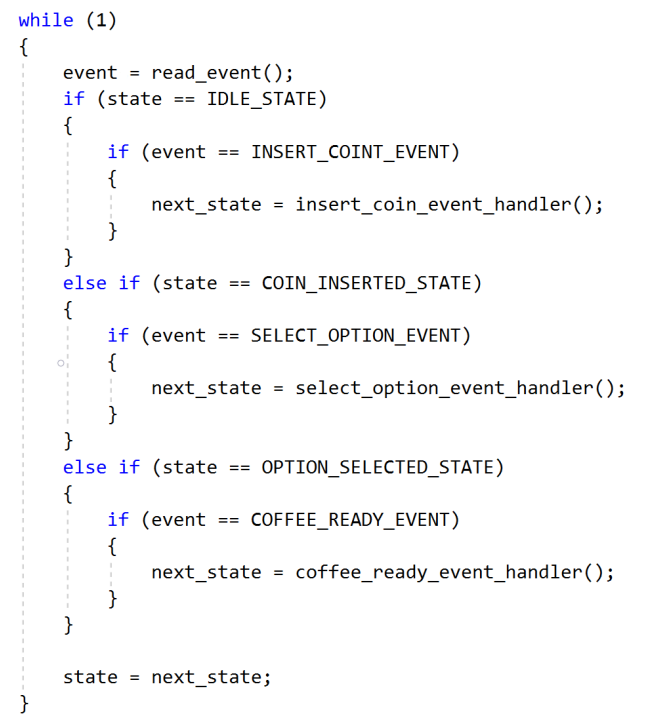 while (1)
{
    event = read_event();
    if (state == IDLE_STATE)
    {
        if (event == INSERT_COINT_EVENT)
        {
            next_state = insert_coin_event_handler();
        }
    }
    else if (state == COIN_INSERTED_STATE)
    {
        if (event == SELECT_OPTION_EVENT)
        {
            next_state = select_option_event_handler();
        }
    }
    else if (state == OPTION_SELECTED_STATE)
    {
        if (event == COFFEE_READY_EVENT)
        {
            next_state = coffee_ready_event_handler();
        }
    }

    state = next_state;
}